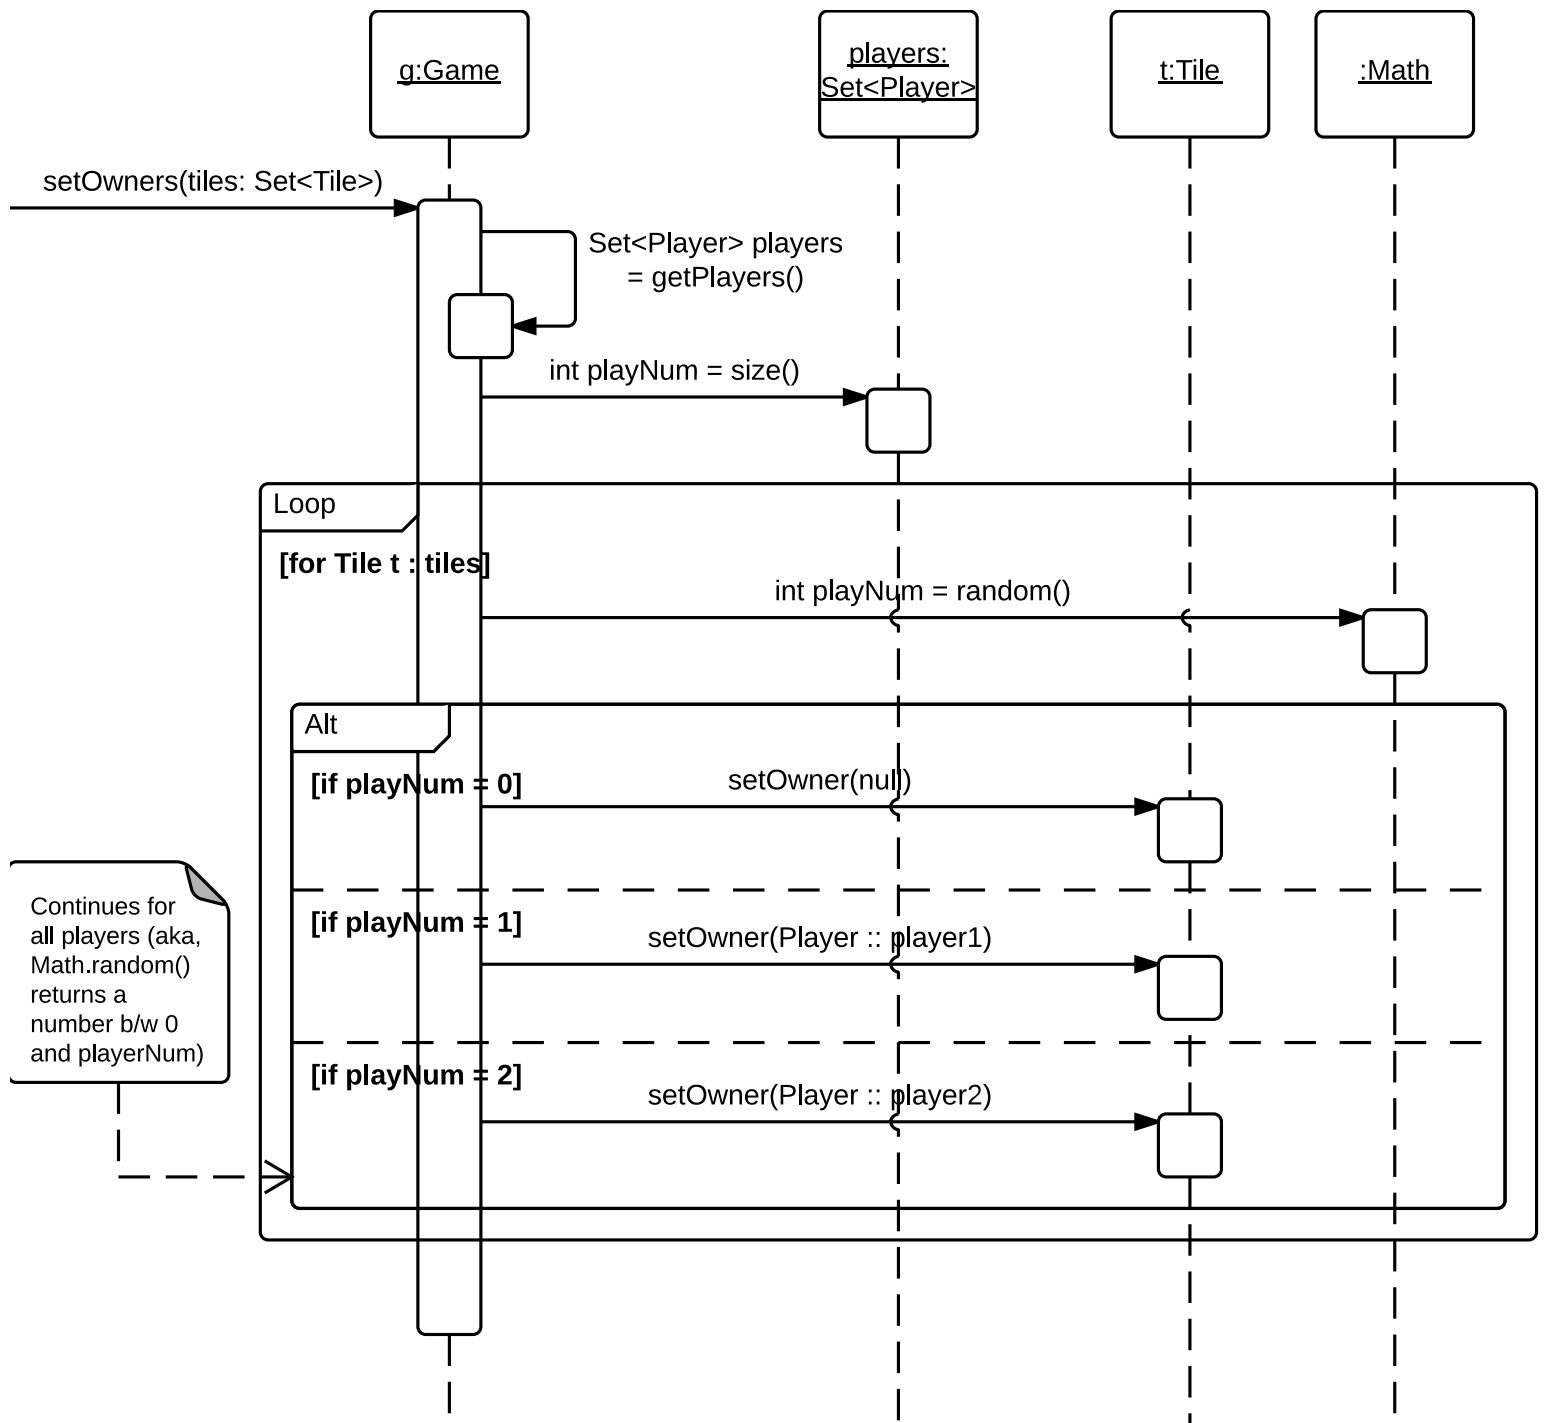 g:Game
players:
Set<Player>
t:Tile
:Math
setOwners(tiles: Set<Tile>)
Set<Player> players
= getPlayers()
int playNum = size()
Loop
[for Tile t : tiles]
int playNum = random()
Alt
[if playNum = 0]
setOwner(null)
Continues for
all players (aka,
Math.random()
returns a
number b/w 0
and playerNum)
[if playNum = 1]
setOwner(Player :: player1)
[if playNum = 2]
setOwner(Player :: player2)